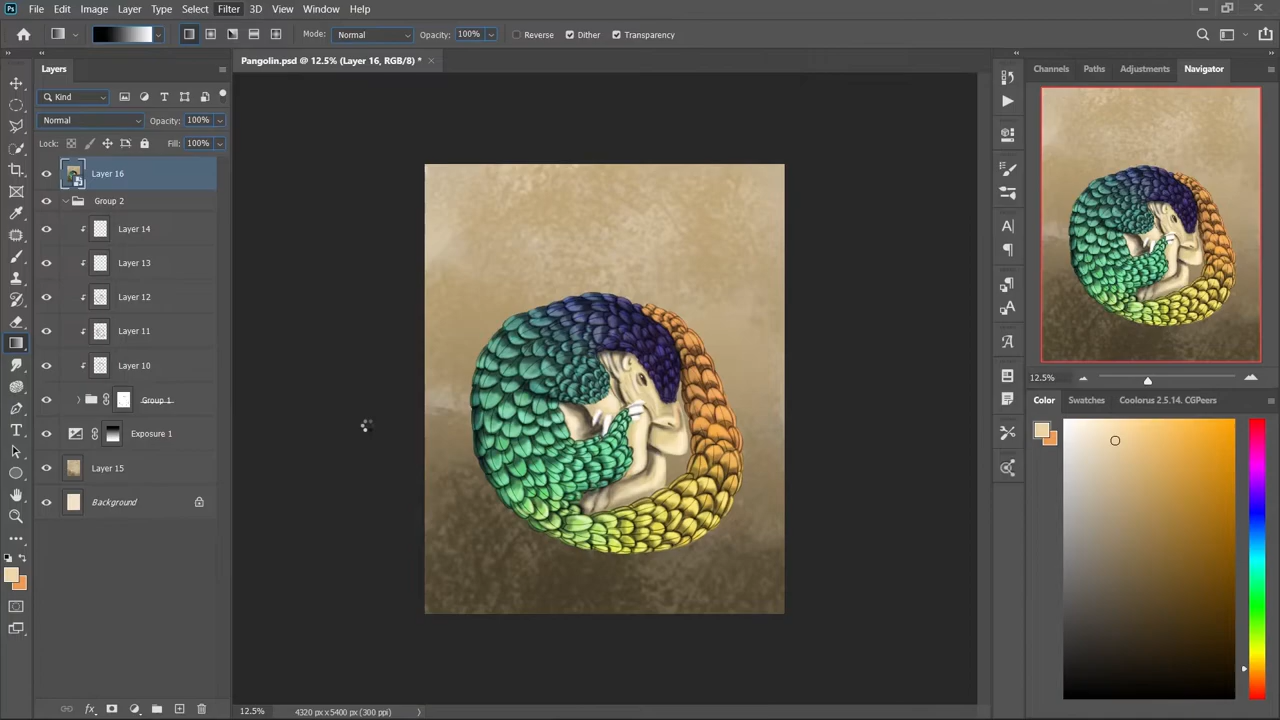 Ps File Edit Image Layer Type Select Filter 3D View Window Help
Mode: Normal Opacity: 100% Reverse Dither Transparency
Pangolin.psd @ 12.5% (Layer 16, RGB/8) *
Layers
Kind
Normal Opacity: 100%
Lock: Fill: 100%
Layer 16
Group 2
Layer 14
Layer 13
Layer 12
Layer 11
Layer 10
Group 1
Exposure 1
Layer 15
Background
12.5% 4320 px x 5400 px (300 ppi)
Channels Paths Adjustments Navigator
12.5%
Color Swatches Coolorus 2.5.14. CGPeers